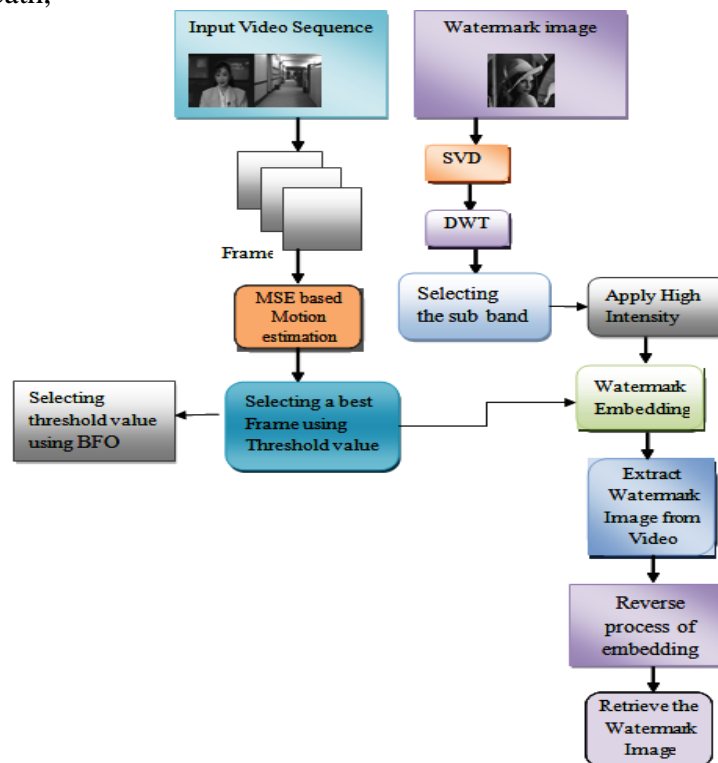 path,
Input Video Sequence
Watermark image
SVD
DWT
Frame
MSE based
Motion
estimation
Selecting
the sub band
Apply High
Intensity
Selecting
threshold value
using BFO
Selecting a best
Frame using
Threshold value
Watermark
Embedding
Extract
Watermark
Image from
Video
Reverse
process of
embedding
Retrieve the
Watermark
Image